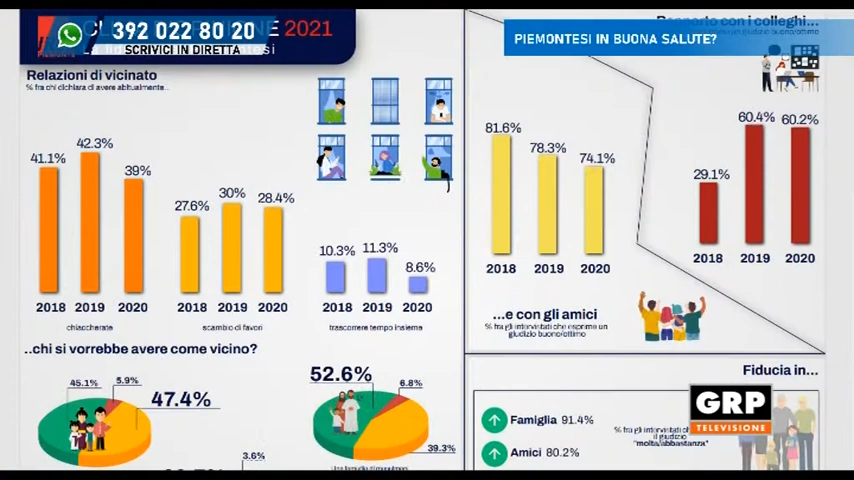 392 022 80 20
SCRIVICI IN DIRETTA
2021
PIEMONTESI IN BUONA SALUTE?
con i colleghi...
Relazioni di vicinato
% fra chi dichiara di avere abitualmente...
41.1% 42.3% 39%
2018 2019 2020
chiaccherate
27.6% 30% 28.4%
2018 2019 2020
scambio di favori
10.3% 11.3% 8.6%
2018 2019 2020
trascorrere tempo insieme
81.6% 78.3% 74.1%
2018 2019 2020
29.1% 60.4% 60.2%
2018 2019 2020
...e con gli amici
% fra gli intervistati che esprime un
giudizio buono/ottimo
..chi si vorrebbe avere come vicino?
45.1% 5.9% 47.4%
52.6% 6.8% 39.3%
3.6%
Fiducia in...
Famiglia 91.4%
Amici 80.2%
% fra gli intervistati
il giudizio
"molta/abbastanza"
GRP
TELEVISIONE